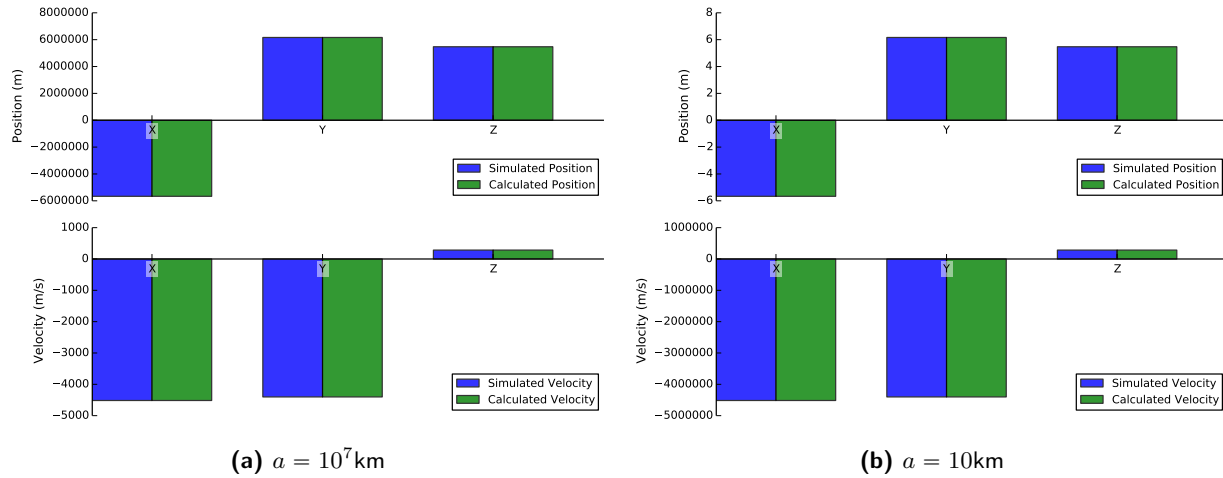 8000000
6000000
4000000
2000000
0
−2000000
−4000000
−6000000
Position (m)
X
Y
Z
Simulated Position
Calculated Position
1000
0
−1000
−2000
−3000
−4000
−5000
Velocity (m/s)
X
Y
Z
Simulated Velocity
Calculated Velocity
(a) a = 10⁷km
8
6
4
2
0
−2
−4
−6
Position (m)
X
Y
Z
Simulated Position
Calculated Position
1000000
0
−1000000
−2000000
−3000000
−4000000
−5000000
Velocity (m/s)
X
Y
Z
Simulated Velocity
Calculated Velocity
(b) a = 10km